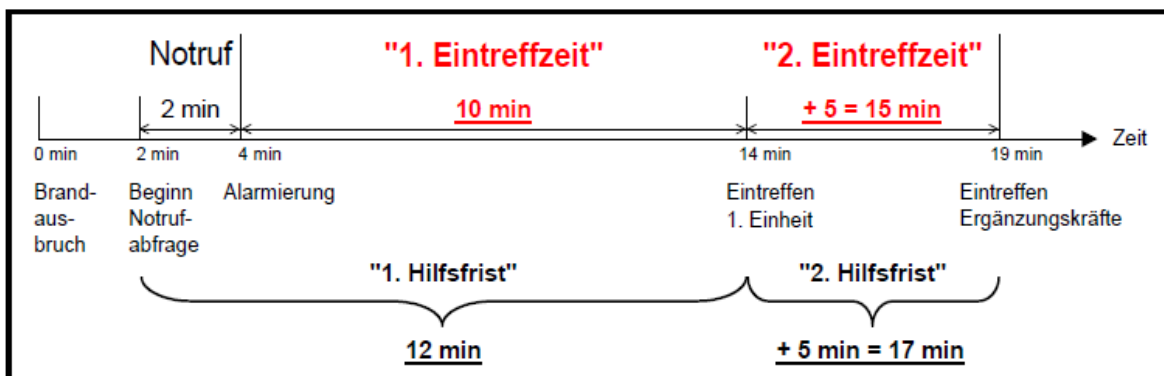 Notruf "1. Eintreffzeit" "2. Eintreffzeit"
2 min 10 min + 5 = 15 min
Zeit
0 min 2 min 4 min 14 min 19 min
Brand- Beginn Alarmierung Eintreffen Eintreffen
aus- Notruf- 1. Einheit Ergänzungskräfte
bruch abfrage
"1. Hilfsfrist" "2. Hilfsfrist"
12 min + 5 min = 17 min